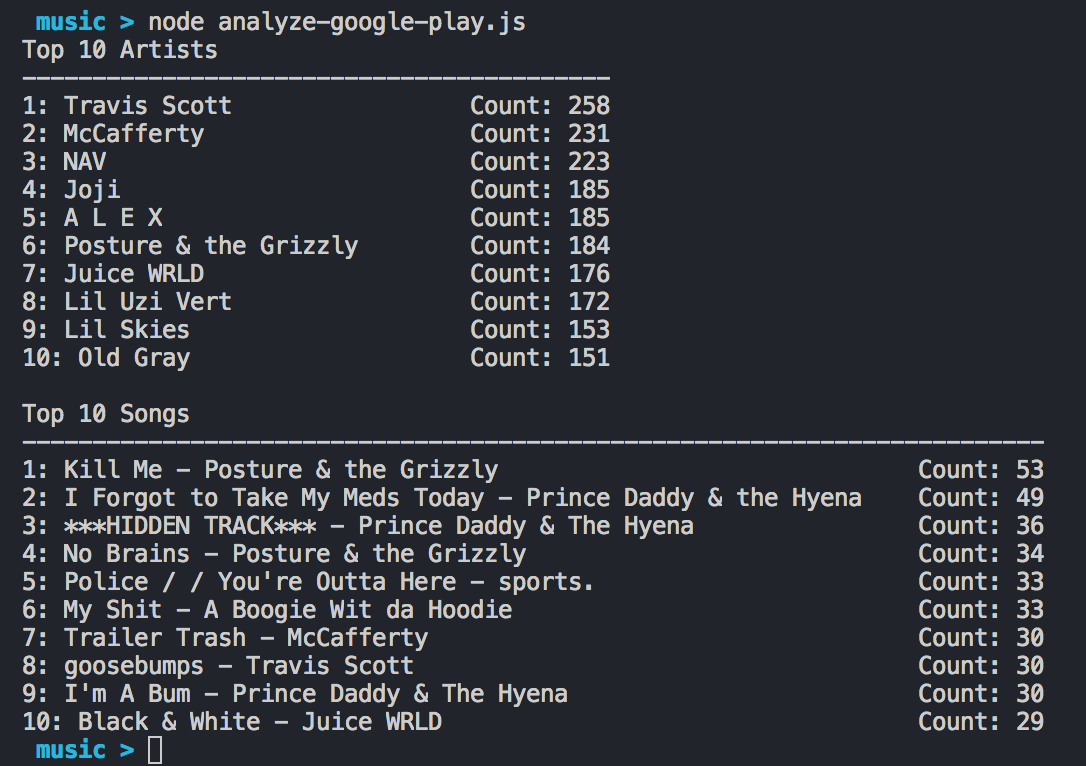 music > node analyze-google-play.js
Top 10 Artists
------------------------------------------
1: Travis Scott                 Count: 258
2: McCafferty                   Count: 231
3: NAV                          Count: 223
4: Joji                         Count: 185
5: A L E X                      Count: 185
6: Posture & the Grizzly        Count: 184
7: Juice WRLD                   Count: 176
8: Lil Uzi Vert                 Count: 172
9: Lil Skies                    Count: 153
10: Old Gray                    Count: 151

Top 10 Songs
-------------------------------------------------------------------------
1: Kill Me - Posture & the Grizzly                              Count: 53
2: I Forgot to Take My Meds Today - Prince Daddy & the Hyena    Count: 49
3: ***HIDDEN TRACK*** - Prince Daddy & The Hyena                Count: 36
4: No Brains - Posture & the Grizzly                            Count: 34
5: Police / / You're Outta Here - sports.                       Count: 33
6: My Shit - A Boogie Wit da Hoodie                             Count: 33
7: Trailer Trash - McCafferty                                   Count: 30
8: goosebumps - Travis Scott                                    Count: 30
9: I'm A Bum - Prince Daddy & The Hyena                         Count: 30
10: Black & White - Juice WRLD                                  Count: 29
music >